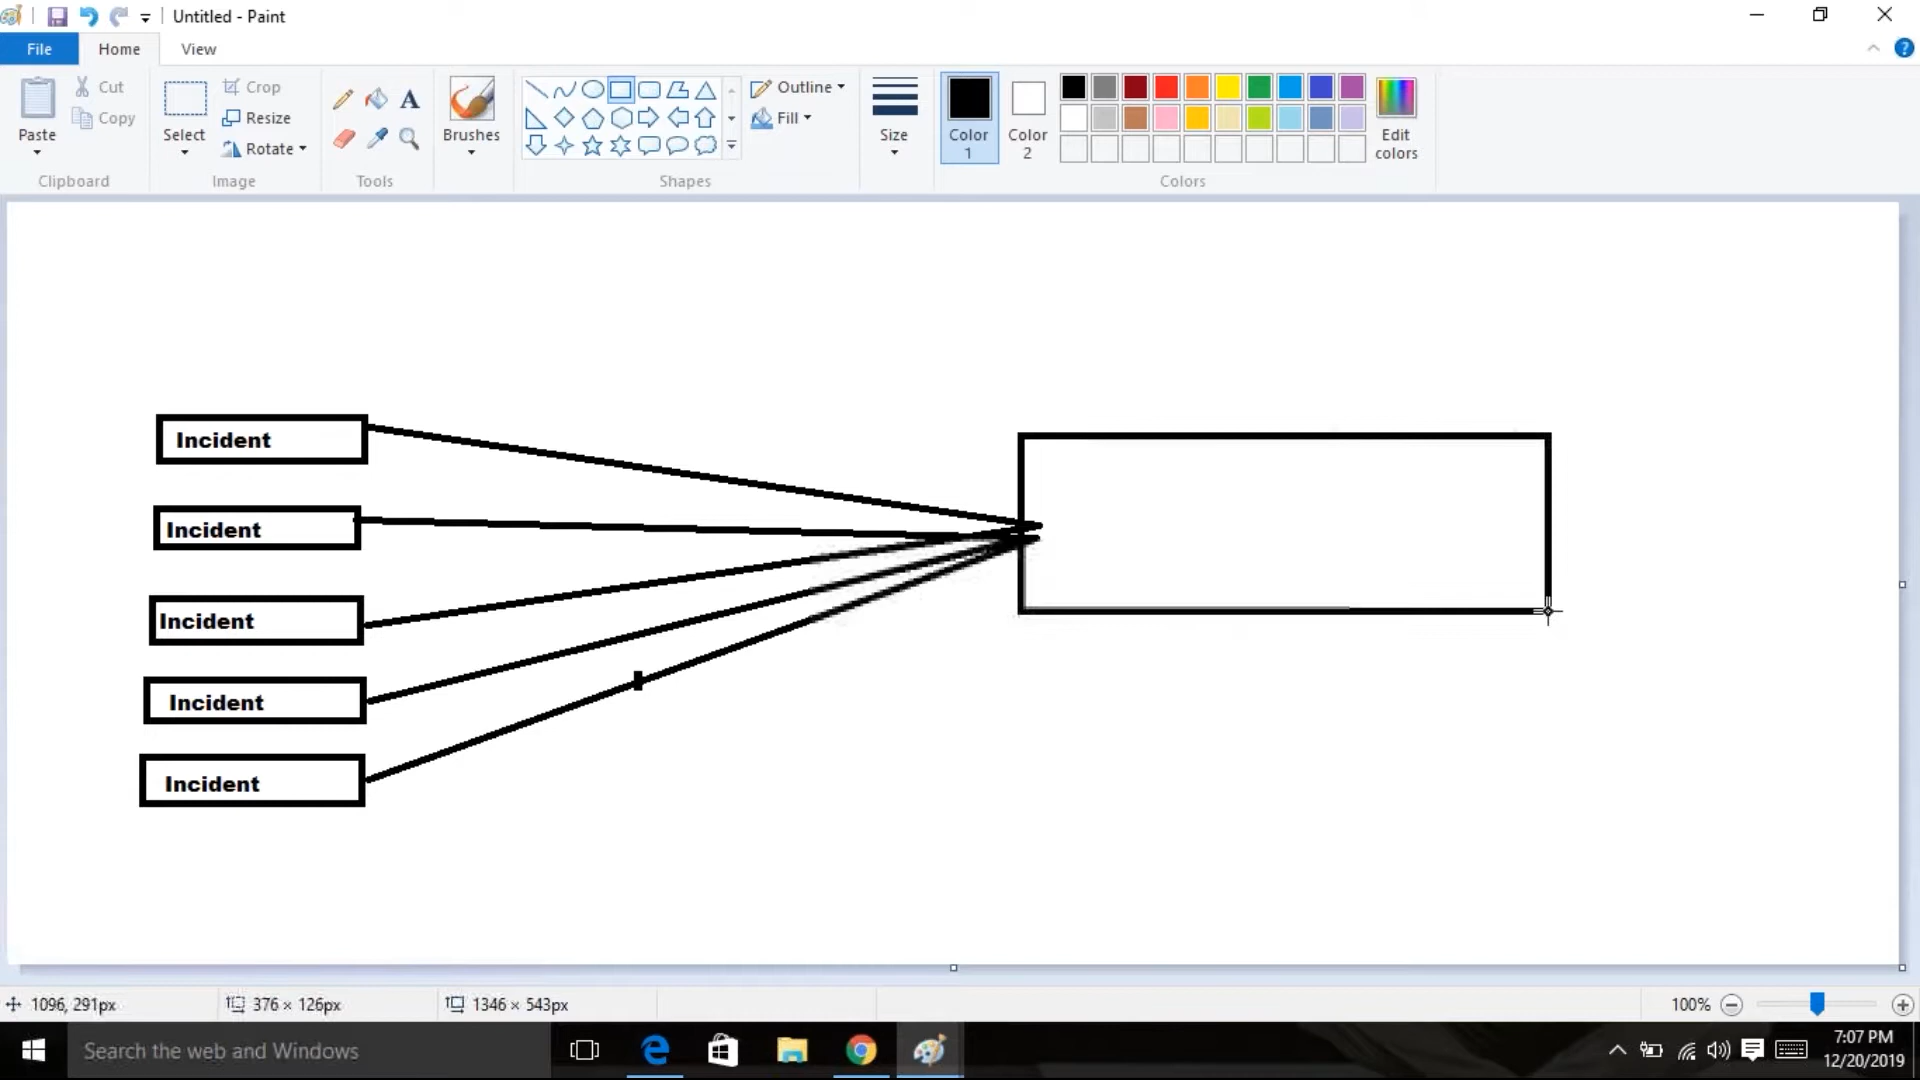 Untitled - Paint
File Home View
Paste
Cut
Copy
Clipboard
Select
Crop
Resize
Rotate
Image
Tools
Brushes
Shapes
Outline
Fill
Size
Color 1
Color 2
Edit colors
Colors
Incident
Incident
Incident
Incident
Incident
1096, 291px 376 × 126px 1346 × 543px 100%
Search the web and Windows
7:07 PM
12/20/2019